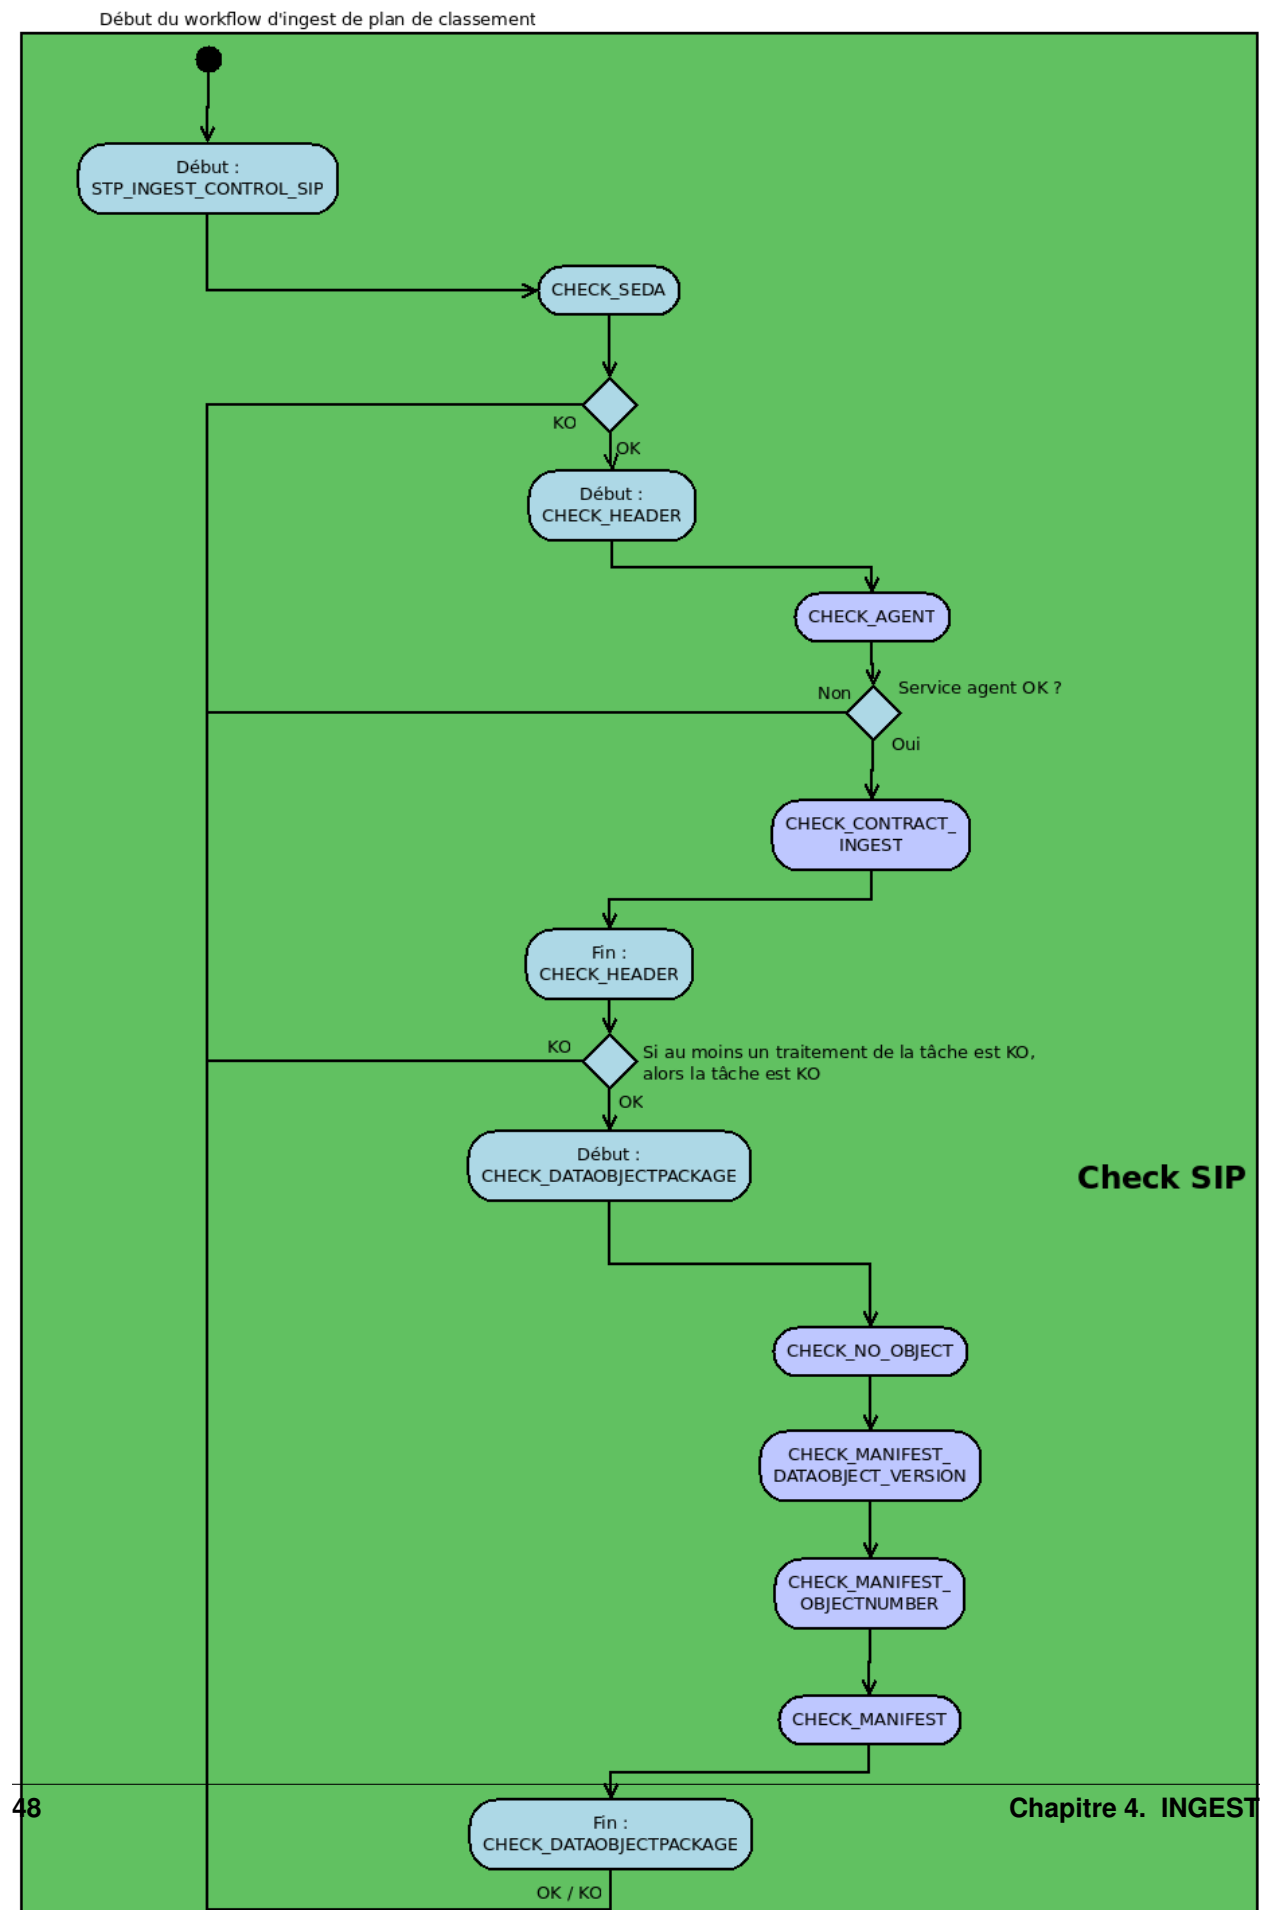 Début du workflow d'ingest de plan de classement
Début :
STP_INGEST_CONTROL_SIP
CHECK_SEDA
KO
OK
Début :
CHECK_HEADER
CHECK_AGENT
Non
Service agent OK ?
Oui
CHECK_CONTRACT_
INGEST
Fin :
CHECK_HEADER
KO
Si au moins un traitement de la tâche est KO,
alors la tâche est KO
OK
Début :
CHECK_DATAOBJECTPACKAGE
Check SIP
CHECK_NO_OBJECT
CHECK_MANIFEST_
DATAOBJECT_VERSION
CHECK_MANIFEST_
OBJECTNUMBER
CHECK_MANIFEST
48
Chapitre 4. INGEST
Fin :
CHECK_DATAOBJECTPACKAGE
OK / KO